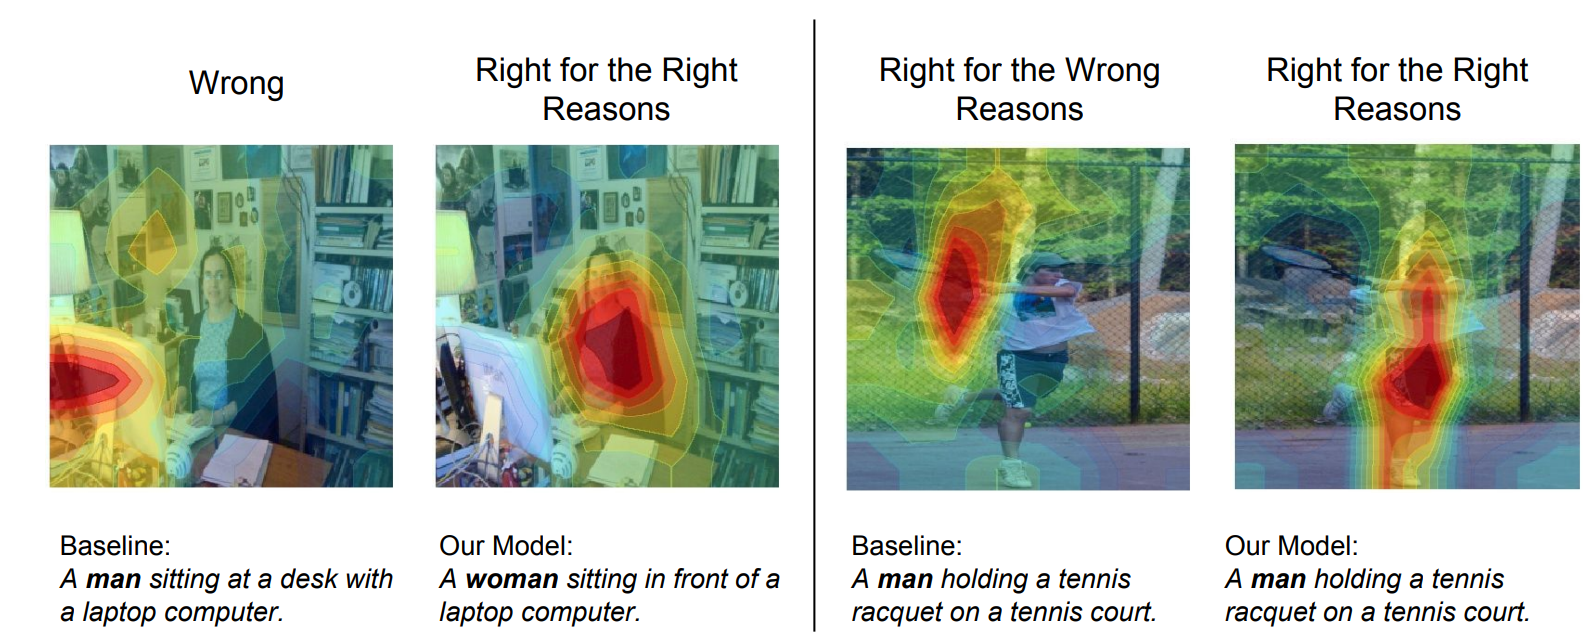 Wrong
Right for the Right
Reasons
Right for the Wrong
Reasons
Right for the Right
Reasons
Baseline:
A man sitting at a desk with
a laptop computer.
Our Model:
A woman sitting in front of a
laptop computer.
Baseline:
A man holding a tennis
racquet on a tennis court.
Our Model:
A man holding a tennis
racquet on a tennis court.